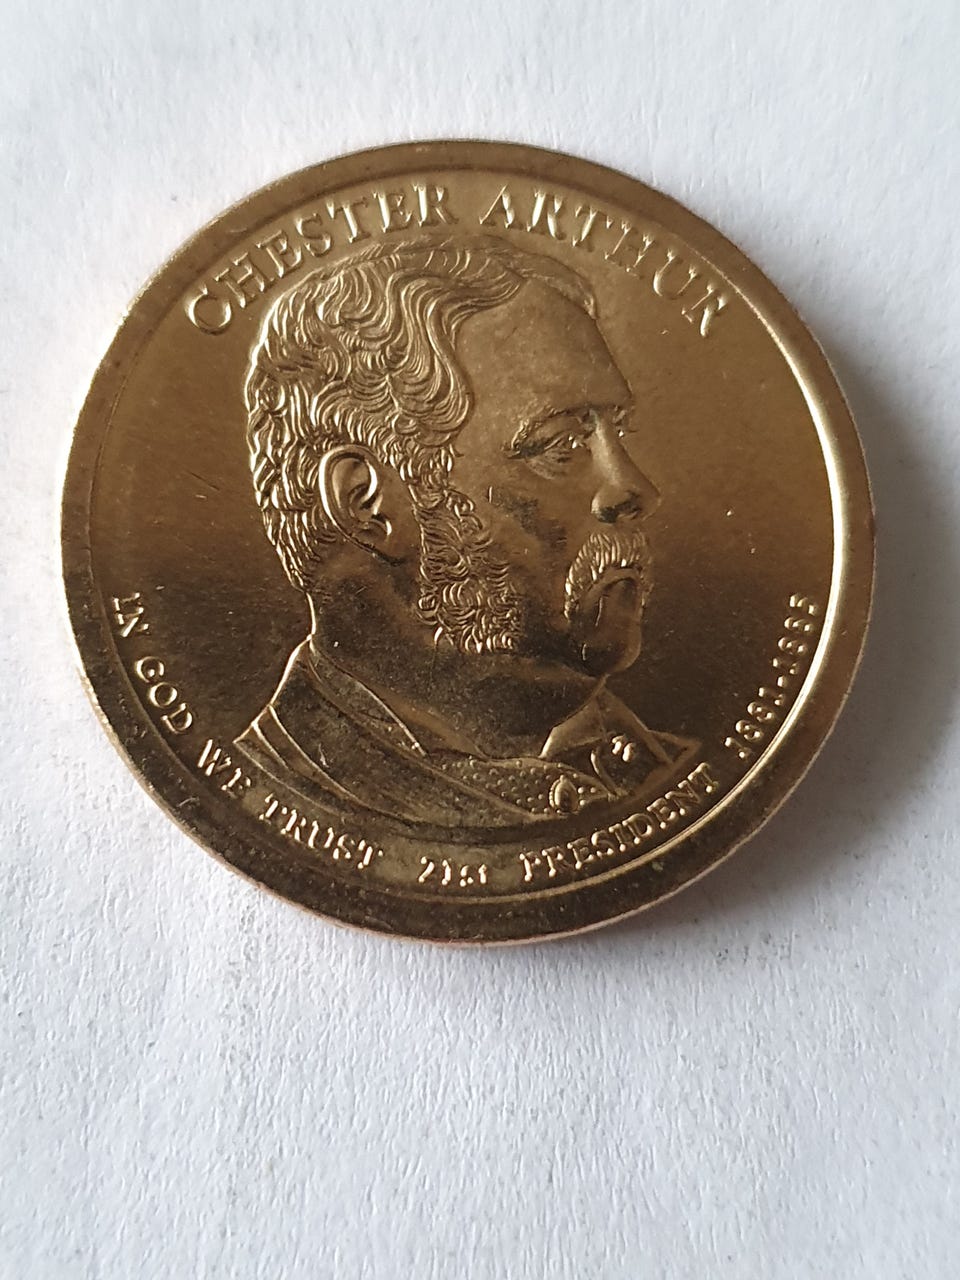 CHESTER ARTHUR
IN GOD WE TRUST 21st PRESIDENT 1881-1885